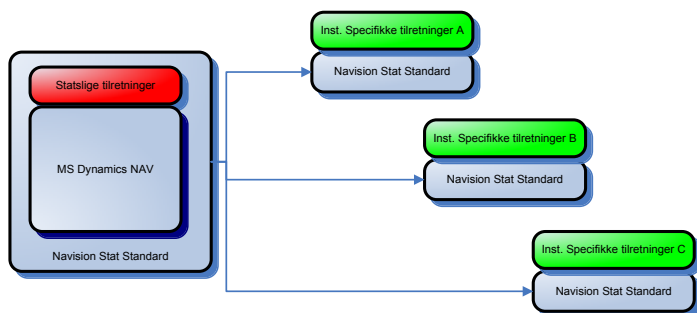 Statslige tilretninger
MS Dynamics NAV
Navision Stat Standard
Inst. Specifikke tilretninger A
Navision Stat Standard
Inst. Specifikke tilretninger B
Navision Stat Standard
Inst. Specifikke tilretninger C
Navision Stat Standard